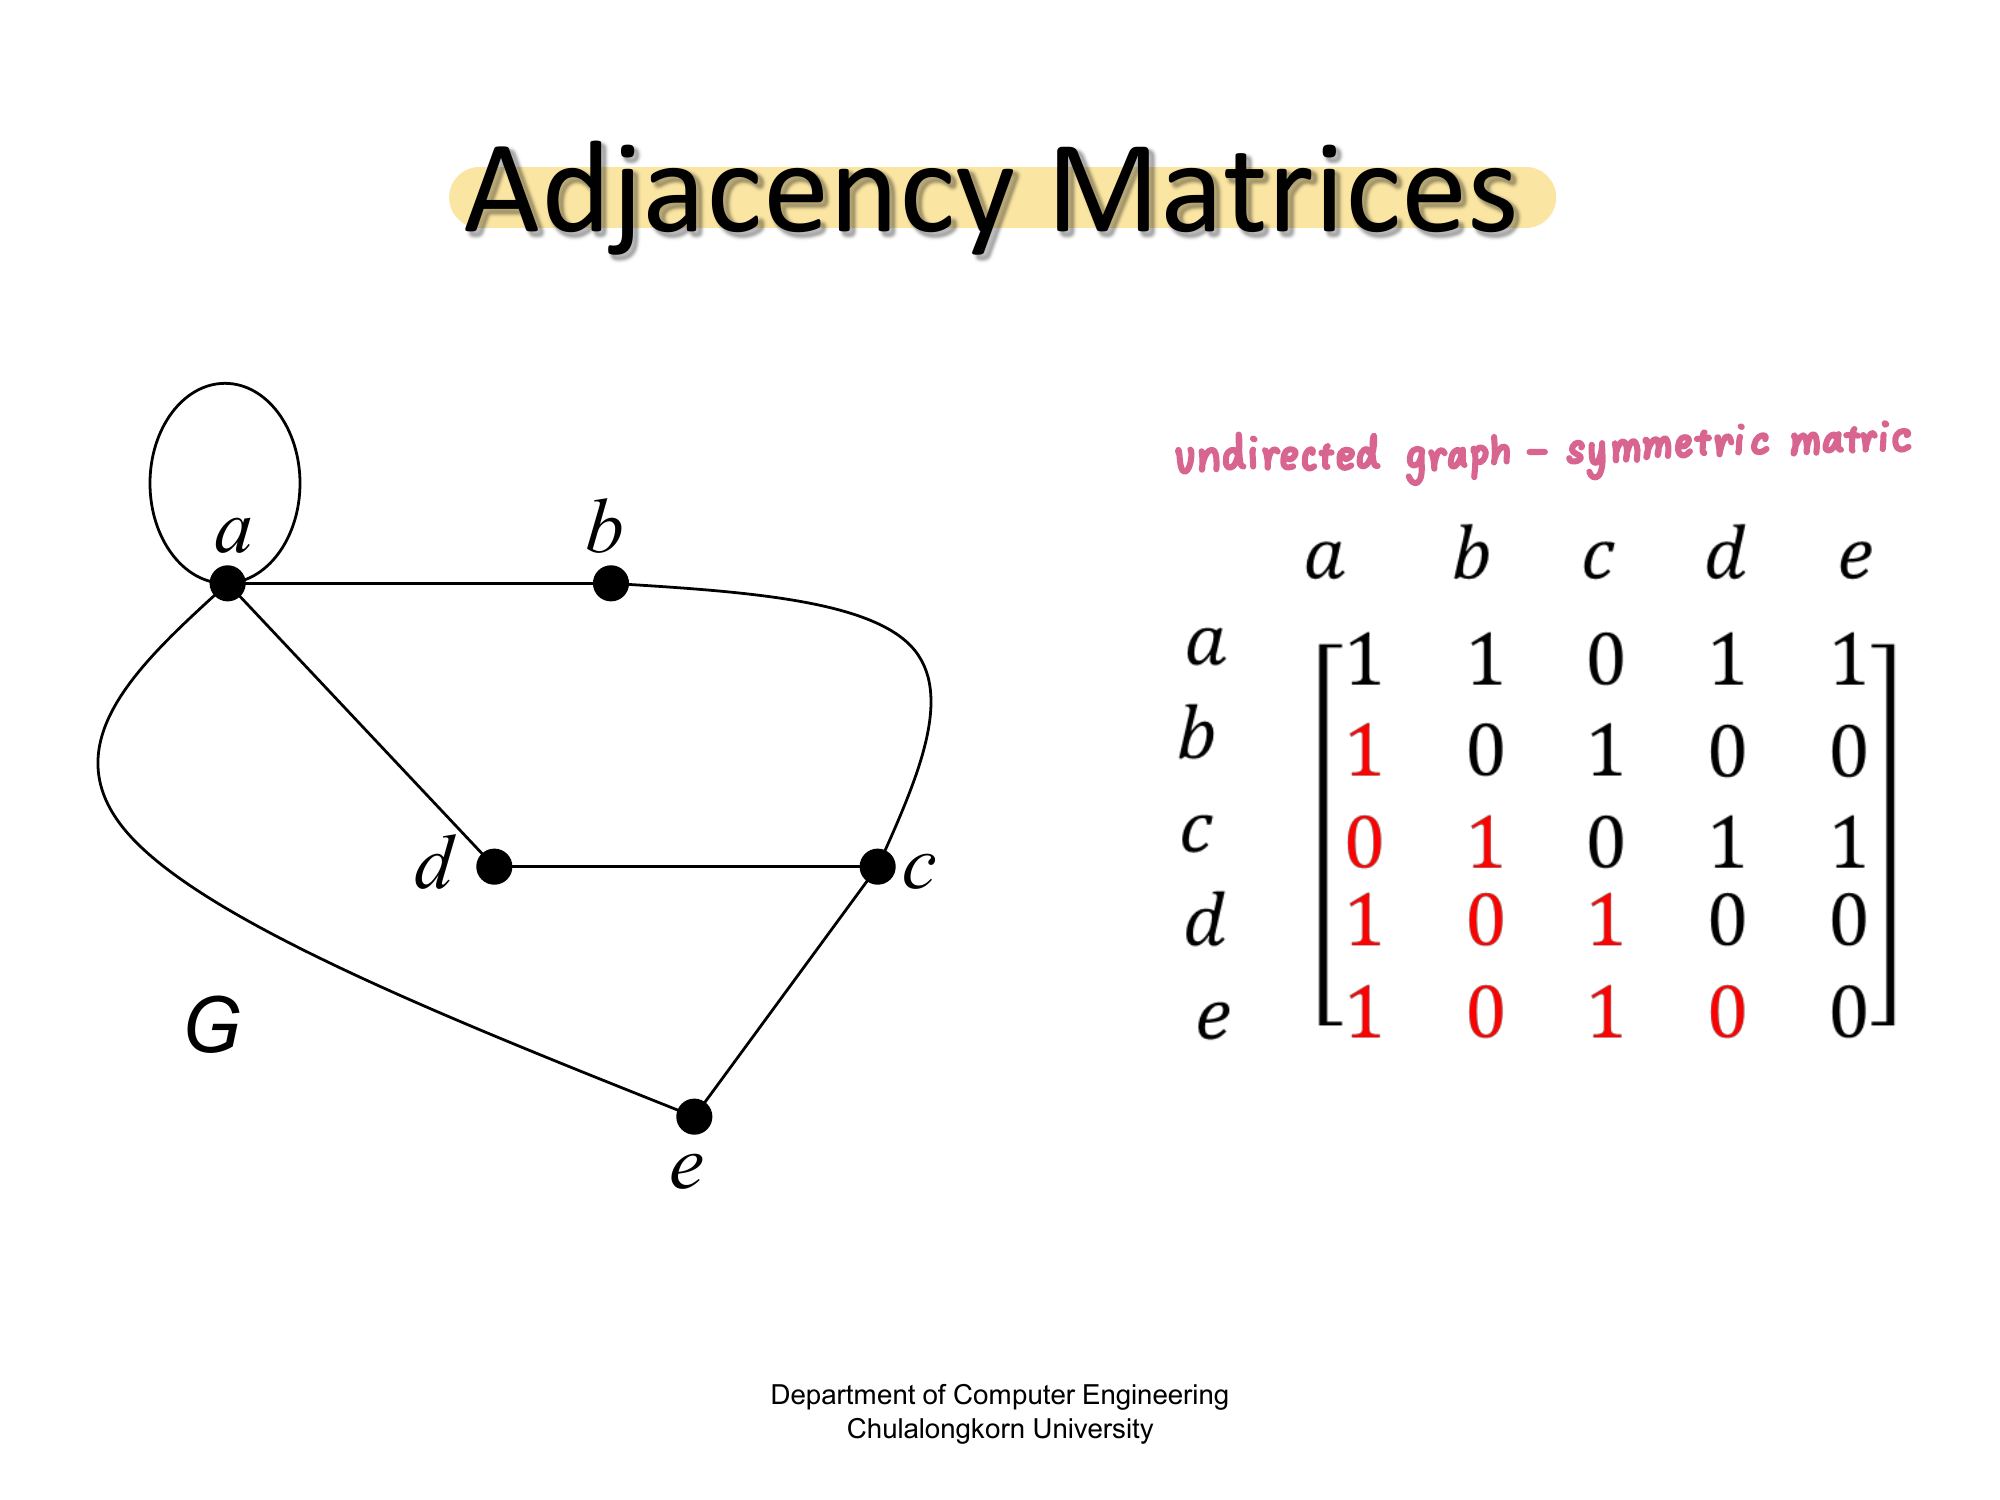 Adjacency Matrices
undirected graph - symmetric matric
a b c d e
a 1 1 0 1 1
b 1 0 1 0 0
c 0 1 0 1 1
d 1 0 1 0 0
e 1 0 1 0 0
a
b
d
c
G
e
Department of Computer Engineering
Chulalongkorn University